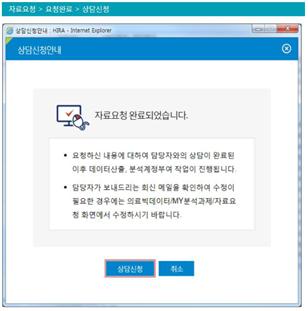 자료요청 > 요청완료 > 상담신청
상담신청안내 : HIRA - Internet Explorer
상담신청안내
자료요청 완료되었습니다.
• 요청하신 내용에 대하여 담당자와의 상담이 완료된
이후 데이터산출, 분석계정부여 작업이 진행됩니다.
• 담당자가 보내드리는 회신 메일을 확인하여 수정이
필요한 경우에는 의료빅데이터/MY분석과제/자료요
청 화면에서 수정하시기 바랍니다.
상담신청 취소